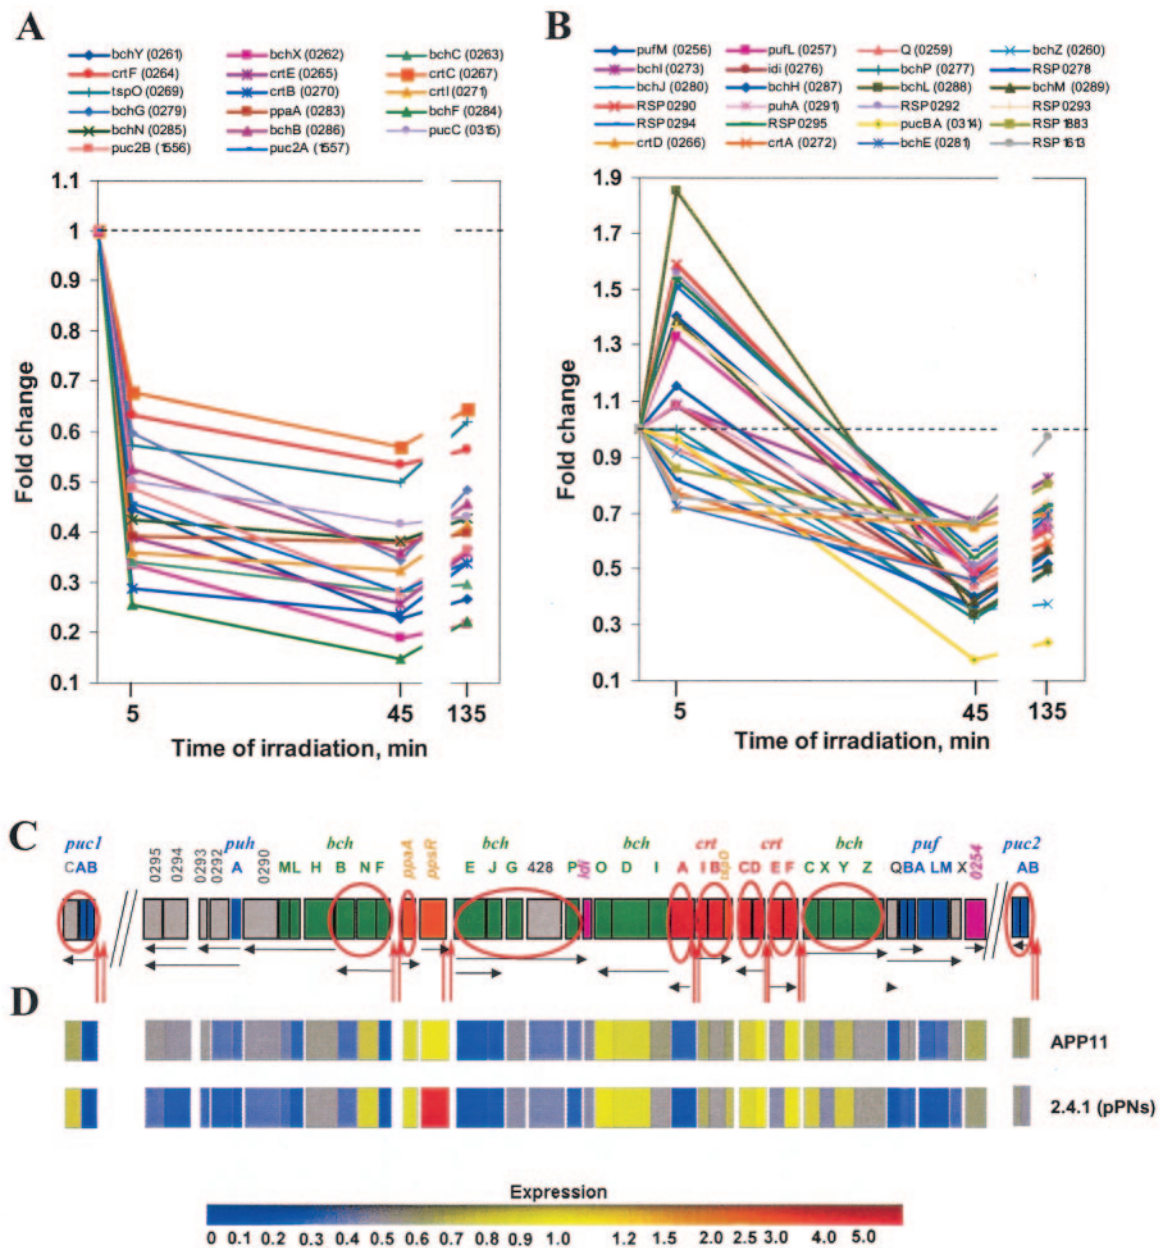 A
bchY (0261) bchX (0262) bchC (0263)
crtF (0264) crtE (0265) crtC (0267)
tspO (0269) crtB (0270) crtI (0271)
bchG (0279) ppaA (0283) bchF (0284)
bchN (0285) bchB (0286) pucC (0315)
puc2B (1556) puc2A (1557)
Fold change
1.1
1
0.9
0.8
0.7
0.6
0.5
0.4
0.3
0.2
0.1
5 45 135
Time of irradiation, min
B
pufM (0256) pufL (0257) Q (0259) bchZ (0260)
bchI (0273) idi (0276) bchP (0277) RSP0278
bchJ (0280) bchH (0287) bchL (0288) bchM (0289)
RSP0290 puhA (0291) RSP0292 RSP0293
RSP0294 RSP0295 pucBA (0314) RSP1883
crtD (0266) crtA (0272) bchE (0281) RSP1613
Fold change
1.9
1.7
1.5
1.3
1.1
0.9
0.7
0.5
0.3
0.1
5 45 135
Time of irradiation, min
C
puc1 puh bch bch bch crt crt bch puf puc2
CAB 0295 0294 0293 0292 A 0290 ML H B N F ppaA ppsR E J G 428 P idi O D I A I B tspO CD E F C X Y Z QBA LM X 0254 AB
D
APP11
2.4.1 (pPNs)
Expression
0 0.1 0.2 0.3 0.4 0.5 0.6 0.7 0.8 0.9 1.0 1.2 1.5 2.0 2.5 3.0 4.0 5.0